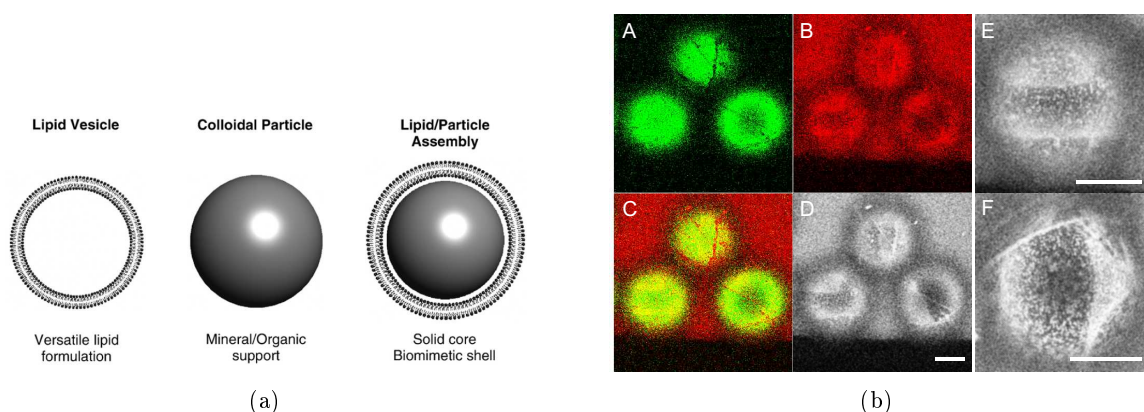 Lipid Vesicle
Colloidal Particle
Lipid/Particle
Assembly
Versatile lipid
formulation
Mineral/Organic
support
Solid core
Biomimetic shell
(a)
A
B
E
C
D
F
(b)